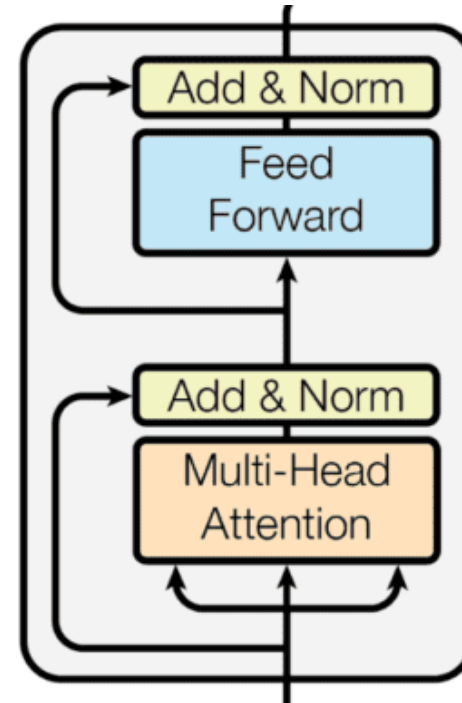 Add & Norm
Feed
Forward
Add & Norm
Multi-Head
Attention